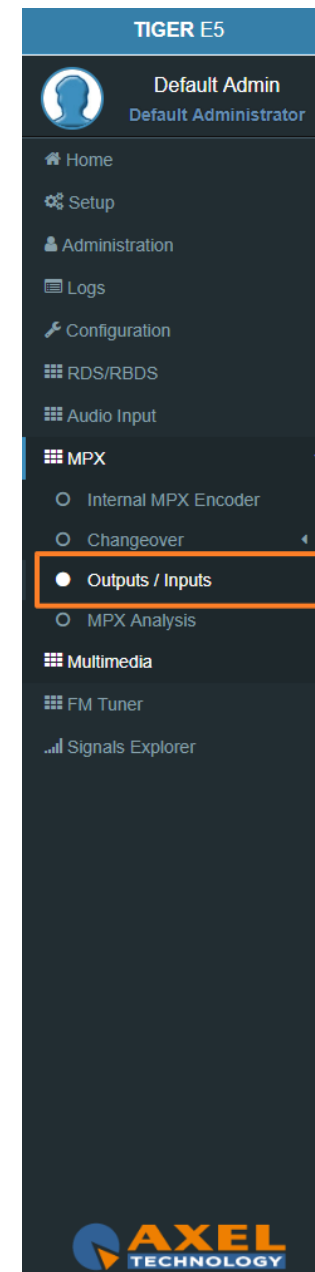 TIGER E5
Default Admin
Default Administrator
Home
Setup
Administration
Logs
Configuration
RDS/RBDS
Audio Input
MPX
Internal MPX Encoder
Changeover
Outputs / Inputs
MPX Analysis
Multimedia
FM Tuner
Signals Explorer
AXEL
TECHNOLOGY